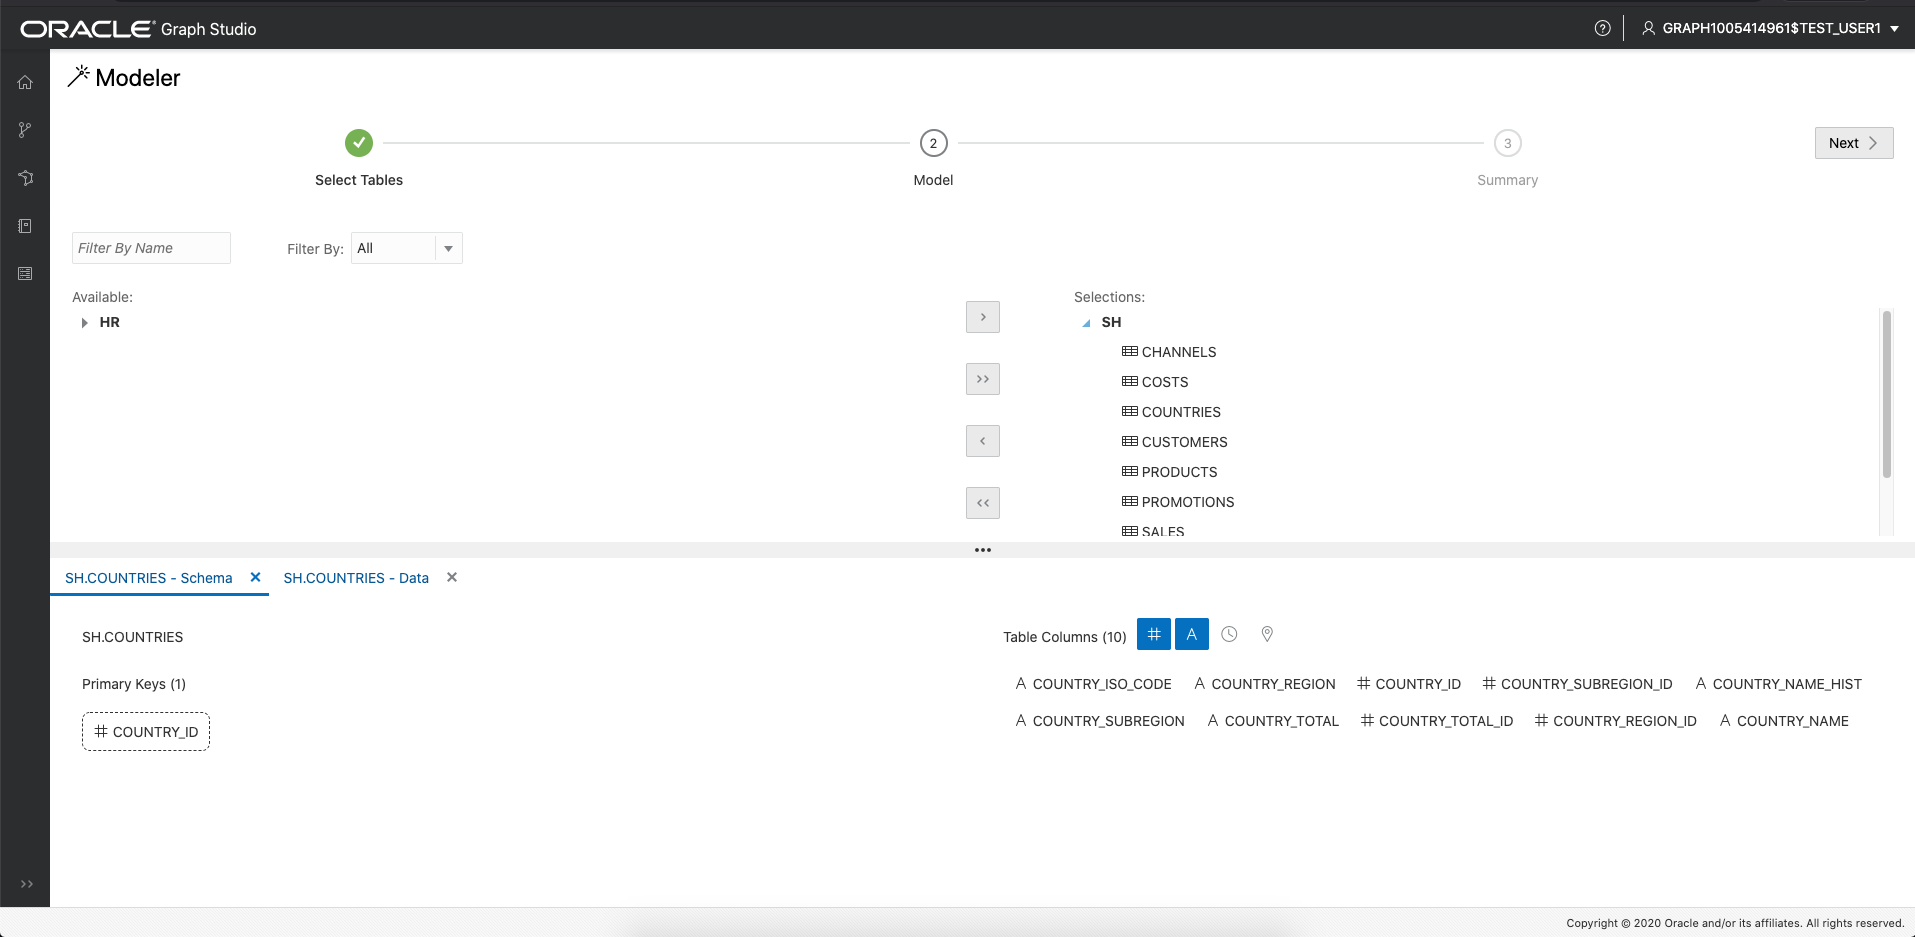 ORACLE® Graph Studio
GRAPH1005414961$TEST_USER1
Modeler
2
3
Next
Select Tables
Model
Summary
Filter By Name
Filter By:
All
Available:
Selections:
HR
SH
CHANNELS
COSTS
COUNTRIES
CUSTOMERS
PRODUCTS
PROMOTIONS
SALES
SH.COUNTRIES - Schema
SH.COUNTRIES - Data
SH.COUNTRIES
Table Columns (10)
# A
Primary Keys (1)
A COUNTRY_ISO_CODE A COUNTRY_REGION # COUNTRY_ID # COUNTRY_SUBREGION_ID A COUNTRY_NAME_HIST
A COUNTRY_SUBREGION A COUNTRY_TOTAL # COUNTRY_TOTAL_ID # COUNTRY_REGION_ID A COUNTRY_NAME
# COUNTRY_ID
Copyright © 2020 Oracle and/or its affiliates. All rights reserved.